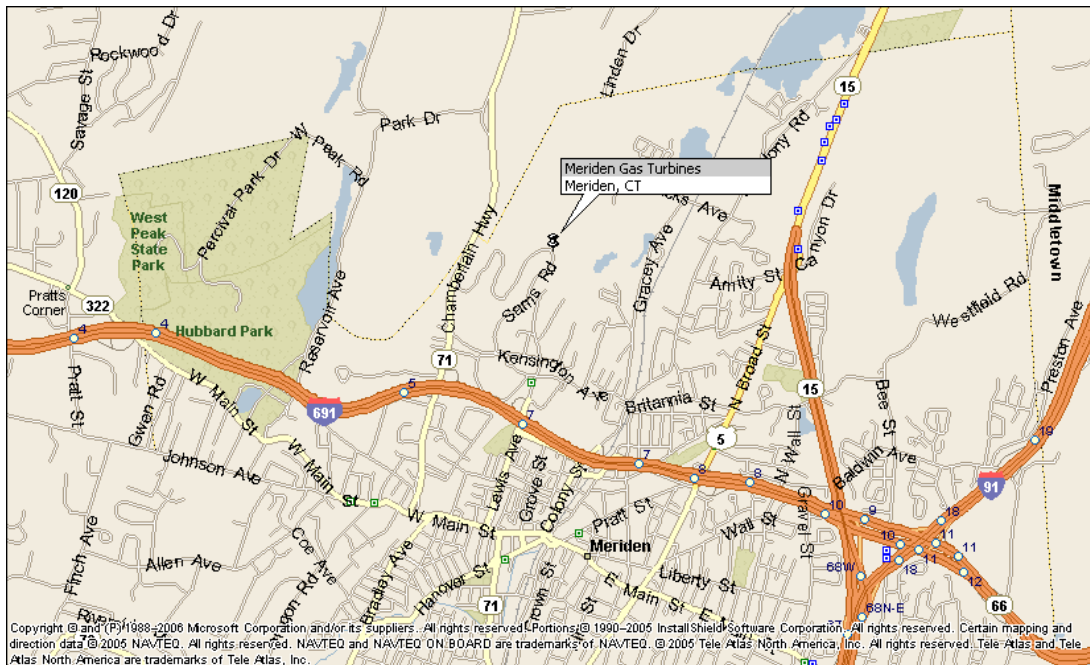 Rockwood Dr
Savage St
Linden Dr
15
Park Dr
W Peak Rd
Percival Park Dr
120
Meriden Gas Turbines
Meriden, CT
Middletown
West
Peak
State
Park
Chamberlain Hwy
Gracey Ave
Canyon Dr
Sams Rd
Amity St
Pratts
Corner
322
Reservoir Ave
Westfield Rd
Preston Ave
4
4
Hubbard Park
71
Kensington Ave
N Broad St
15
Pratt St
Gwen Rd
W Main St
691
5
Britannia St
Bee St
5
7
7
8
8
19
N Wall St
Baldwin Ave
91
Johnson Ave
W Main St
Lewis Ave
Grove St
Colony St
Gravel St
10
9
18
W Main St
Pratt St
Wall St
10
11
11
11
18
12
Meriden
Finch Ave
Allen Ave
Coe Ave
Bradley Ave
Hanover St
Liberty St
E Main St
68W
71
66
68N-E
Copyright © and (P) 1988–2006 Microsoft Corporation and/or its suppliers. All rights reserved. Portions © 1990–2005 InstallShield Software Corporation. All rights reserved. Certain mapping and
direction data © 2005 NAVTEQ. All rights reserved. NAVTEQ and NAVTEQ ON BOARD are trademarks of NAVTEQ. © 2005 Tele Atlas North America, Inc. All rights reserved. Tele Atlas and Tele
Atlas North America are trademarks of Tele Atlas, Inc.